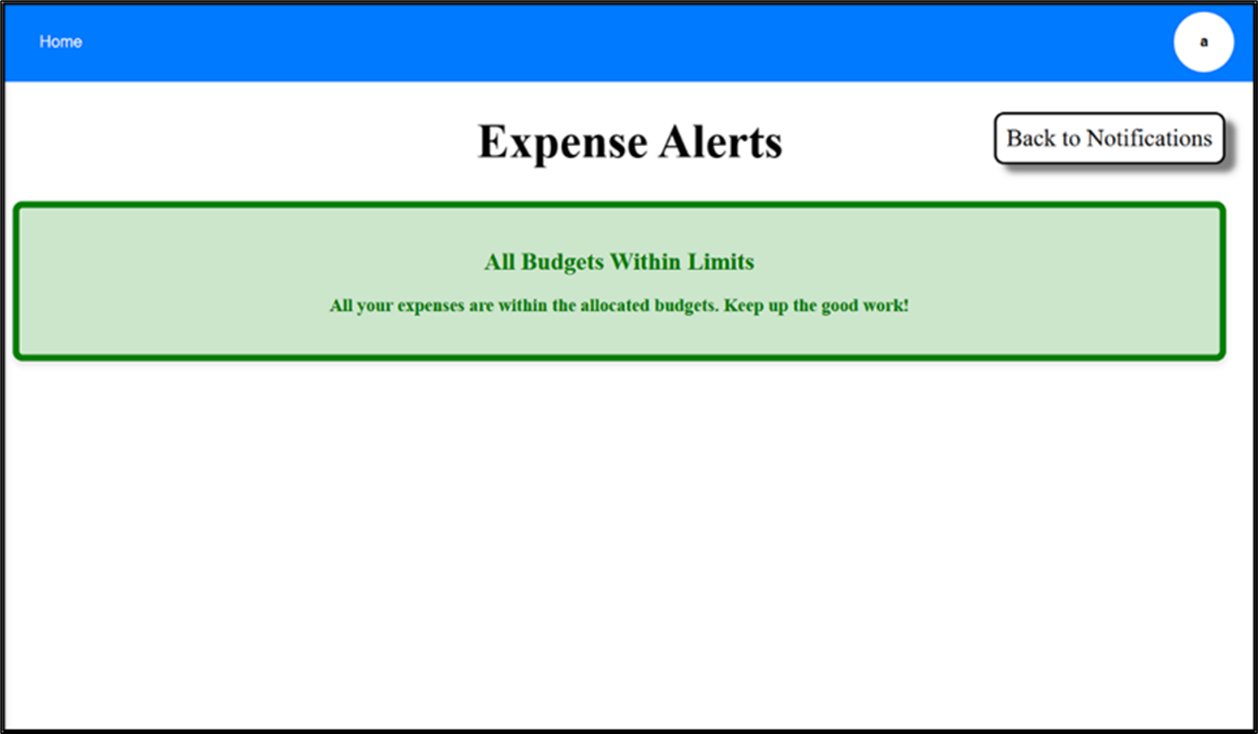 Home
a
Expense Alerts
Back to Notifications
All Budgets Within Limits
All your expenses are within the allocated budgets. Keep up the good work!